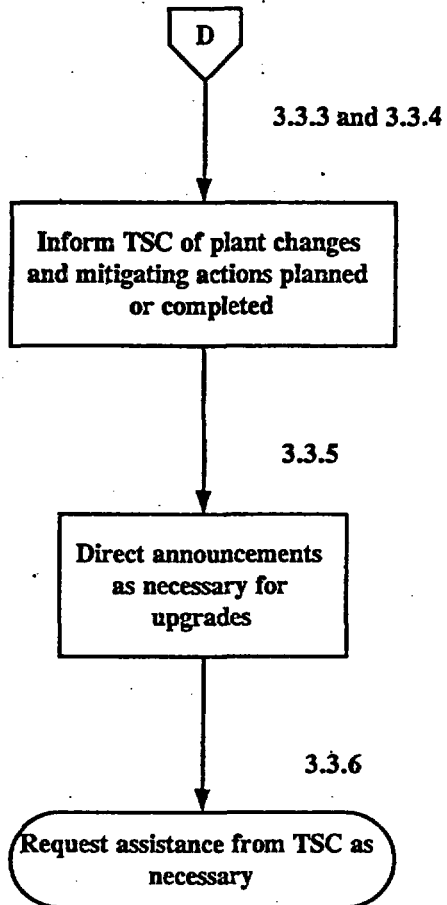 D
3.3.3 and 3.3.4
Inform TSC of plant changes
and mitigating actions planned
or completed
3.3.5
Direct announcements
as necessary for
upgrades
3.3.6
Request assistance from TSC as
necessary